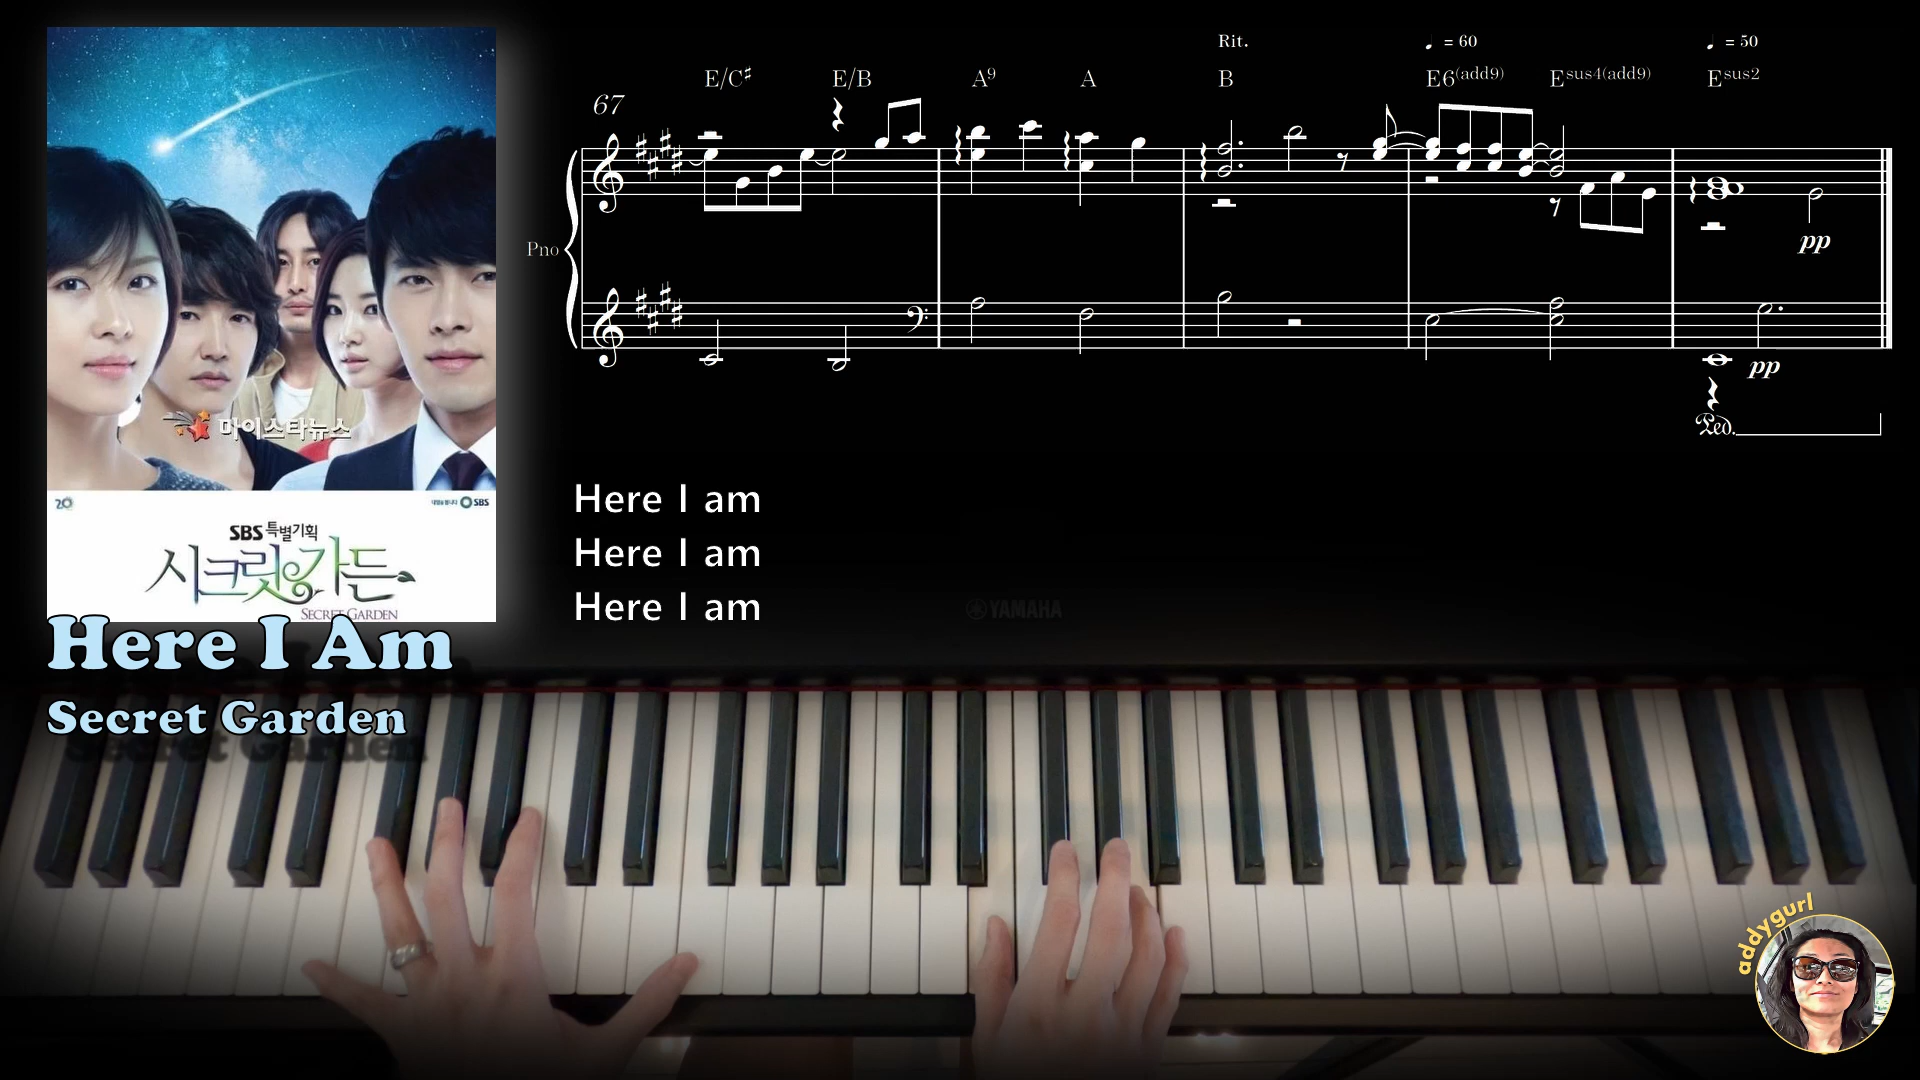 마이스타뉴스
20
SBS
SBS 특별기획
시크릿가든
SECRET GARDEN
Here I Am
Secret Garden
Rit.
♩ = 60
♩ = 50
E/C♯ E/B A9 A B E6(add9) Esus4(add9) Esus2
67
Pno
pp
pp
Ped.
Here I am
Here I am
Here I am
YAMAHA
addygurl